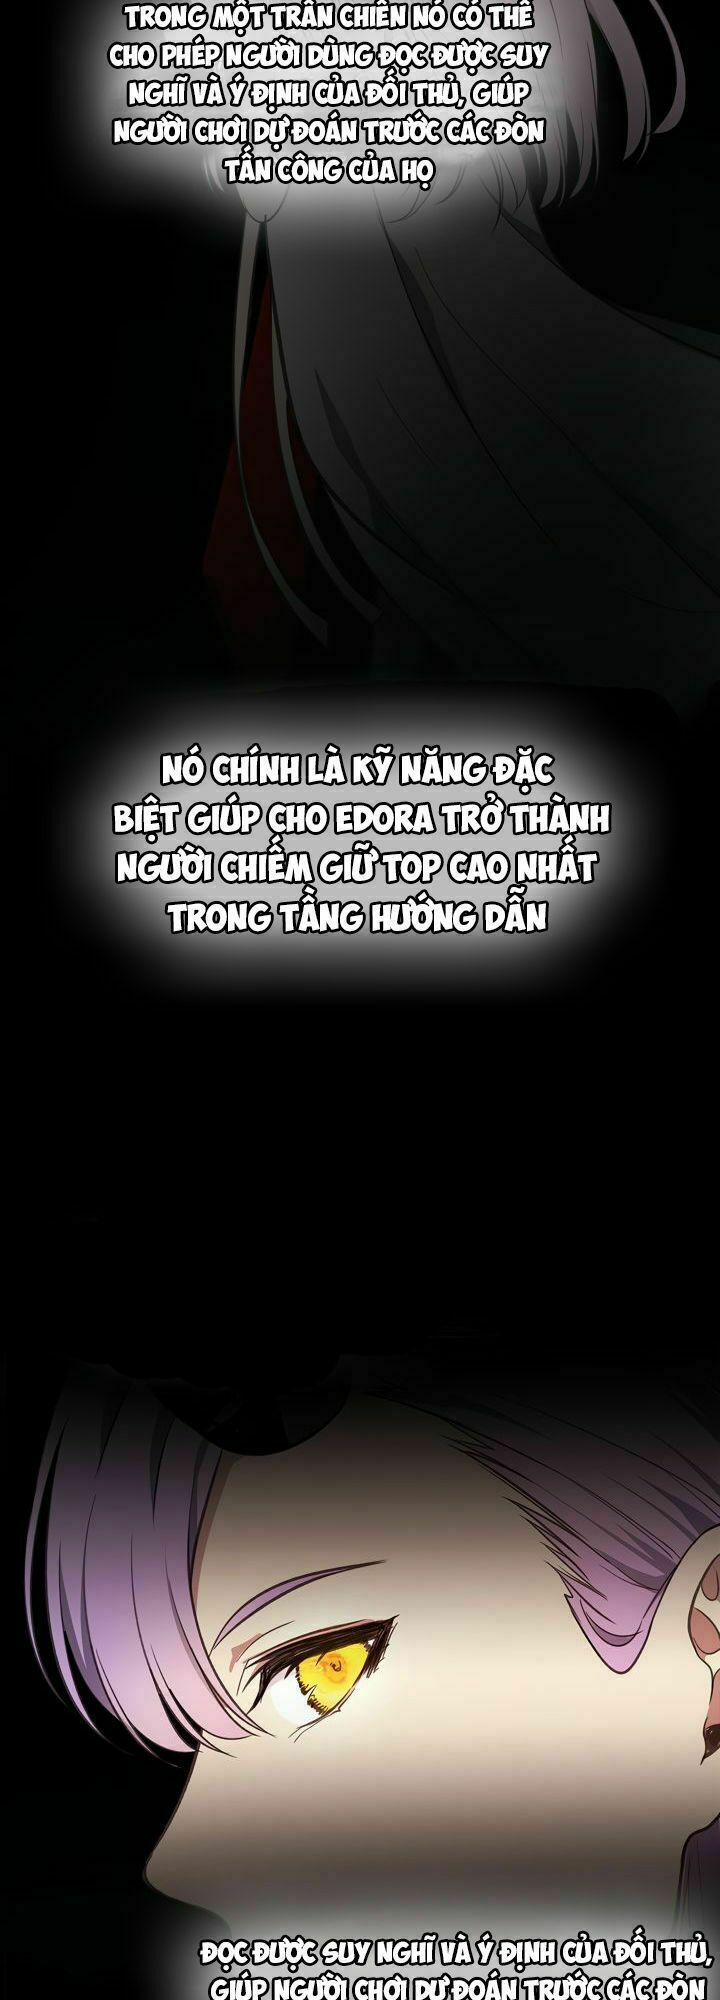 TRONG MỘT TRẬN CHIẾN NÓ CÓ THỂ
CHO PHÉP NGƯỜI DÙNG ĐỌC ĐƯỢC SUY
NGHĨ VÀ Ý ĐỊNH CỦA ĐỐI THỦ, GIÚP
NGƯỜI CHƠI DỰ ĐOÁN TRƯỚC CÁC ĐÒN
TẤN CÔNG CỦA HỌ
NÓ CHÍNH LÀ KỸ NĂNG ĐẶC
BIỆT GIÚP CHO EDORA TRỞ THÀNH
NGƯỜI CHIẾM GIỮ TOP CAO NHẤT
TRONG TẦNG HƯỚNG DẪN
ĐỌC ĐƯỢC SUY NGHĨ VÀ Ý ĐỊNH CỦA ĐỐI THỦ,
GIÚP NGƯỜI CHƠI DỰ ĐOÁN TRƯỚC CÁC ĐÒN